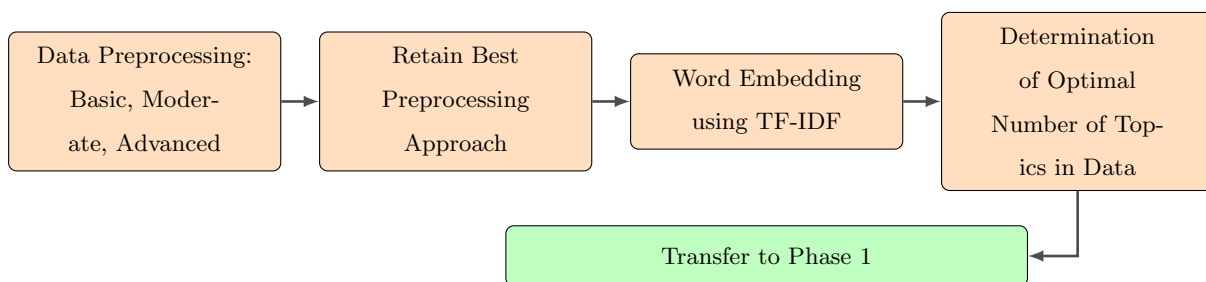 Data Preprocessing:
Basic, Moder-
ate, Advanced
Retain Best
Preprocessing
Approach
Word Embedding
using TF-IDF
Determination
of Optimal
Number of Top-
ics in Data
Transfer to Phase 1